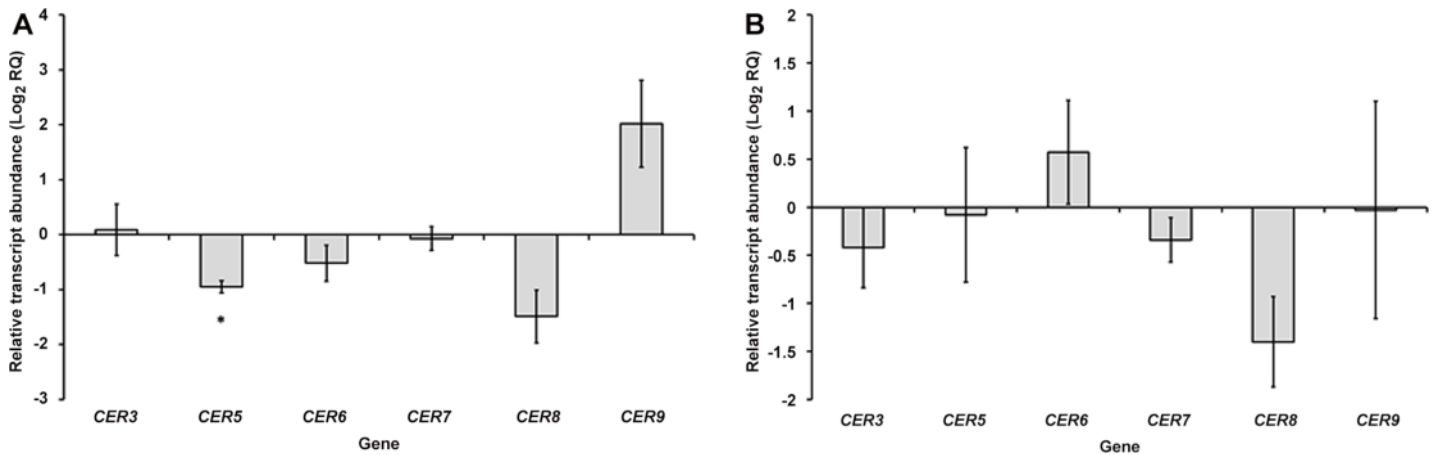 A
Relative transcript abundance (Log2 RQ)
4
3
2
1
0
-1
-2
-3
*
CER3 CER5 CER6 CER7 CER8 CER9
Gene
B
Relative transcript abundance (Log2 RQ)
2
1.5
1
0.5
0
-0.5
-1
-1.5
-2
CER3 CER5 CER6 CER7 CER8 CER9
Gene